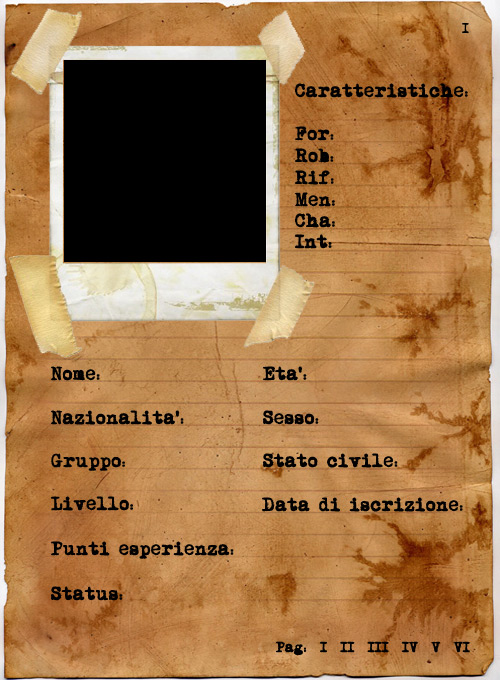 I
Caratteristiche:
For:
Rob:
Rif:
Men:
Cha:
Int:
Nome:
Eta':
Nazionalita':
Sesso:
Gruppo:
Stato civile:
Livello:
Data di iscrizione:
Punti esperienza:
Status:
Pag: I II III IV V VI